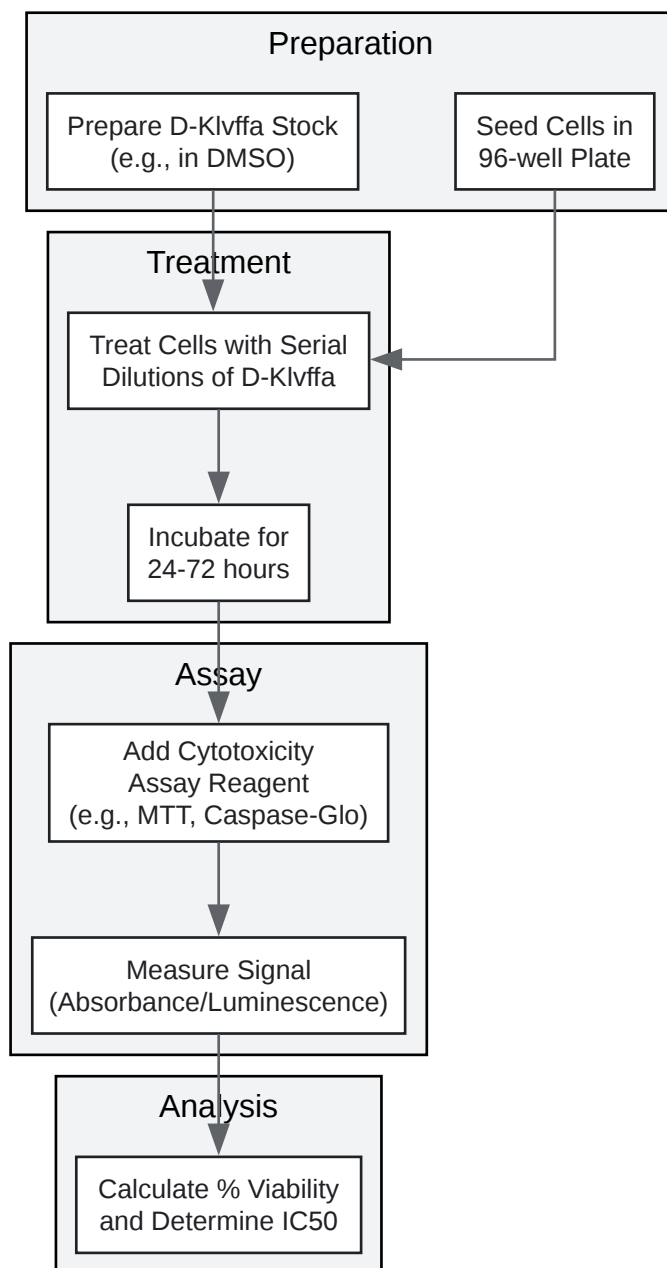 Preparation
Prepare D-Klvffa Stock
(e.g., in DMSO)
Seed Cells in
96-well Plate
Treatment
Treat Cells with Serial
Dilutions of D-Klvffa
Incubate for
24-72 hours
Assay
Add Cytotoxicity
Assay Reagent
(e.g., MTT, Caspase-Glo)
Measure Signal
(Absorbance/Luminescence)
Analysis
Calculate % Viability
and Determine IC50